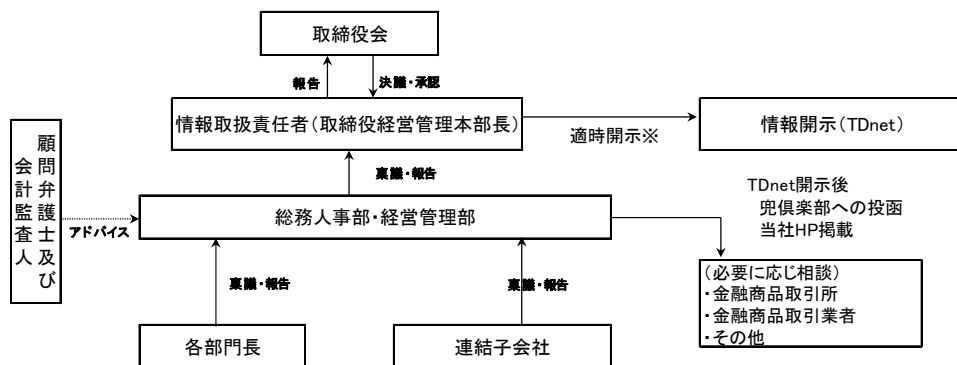 取締役会
報告
決議・承認
情報取扱責任者(取締役経営管理本部長)
適時開示※
情報開示(TDnet)
稟議・報告
顧問弁護士及び
会計監査人
アドバイス
総務人事部・経営管理部
TDnet開示後
兜倶楽部への投函
当社HP掲載
稟議・報告
稟議・報告
(必要に応じ相談)
・金融商品取引所
・金融商品取引業者
・その他
各部門長
連結子会社